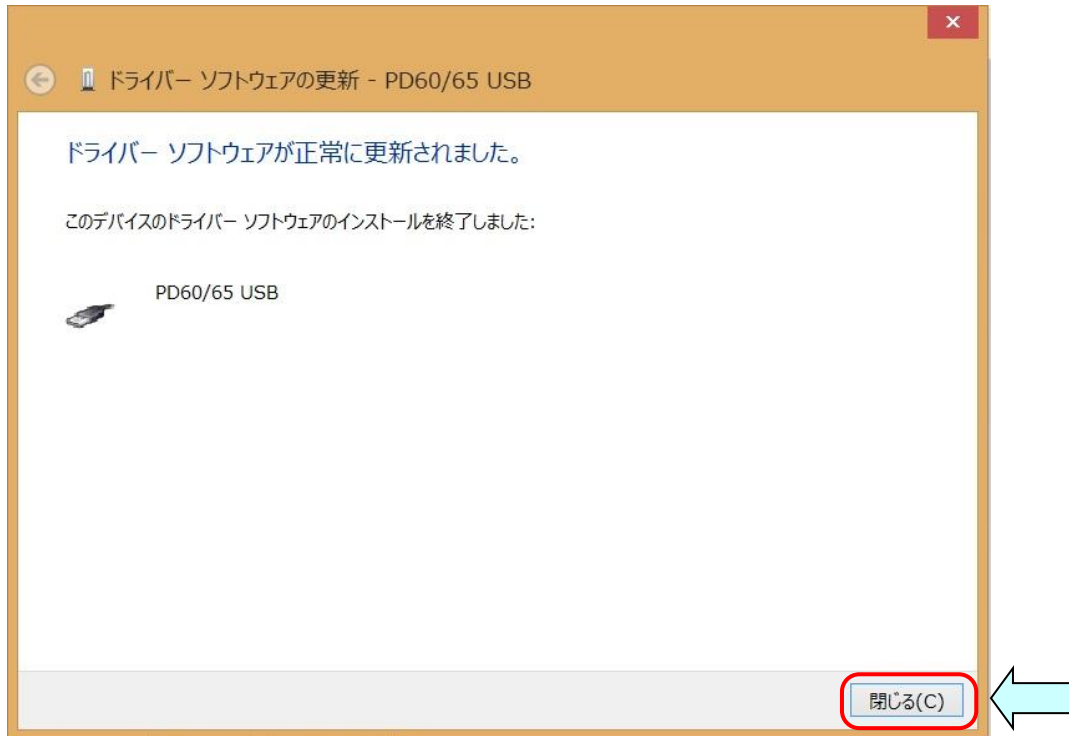 ドライバー ソフトウェアの更新 - PD60/65 USB
ドライバー ソフトウェアが正常に更新されました。
このデバイスのドライバー ソフトウェアのインストールを終了しました:
PD60/65 USB
閉じる(C)